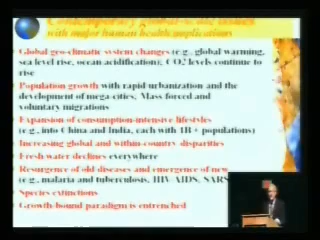 Contemporary global-scale issues
with major human health implications
Global geo-climatic system changes (e.g., global warming,
sea level rise, ocean acidification); CO2 levels continue to
rise
Population growth with rapid urbanization and the
development of mega-cities, Mass forced and
voluntary migrations
Expansion of consumption-intensive lifestyles
(e.g., into China and India, each with 1B+ populations)
Increasing global and within-country disparities
Fresh water declines everywhere
Resurgence of old diseases and emergence of new
(e.g., malaria and tuberculosis, HIV-AIDS, SARS
Species extinctions
Growth-bound paradigm is entrenched